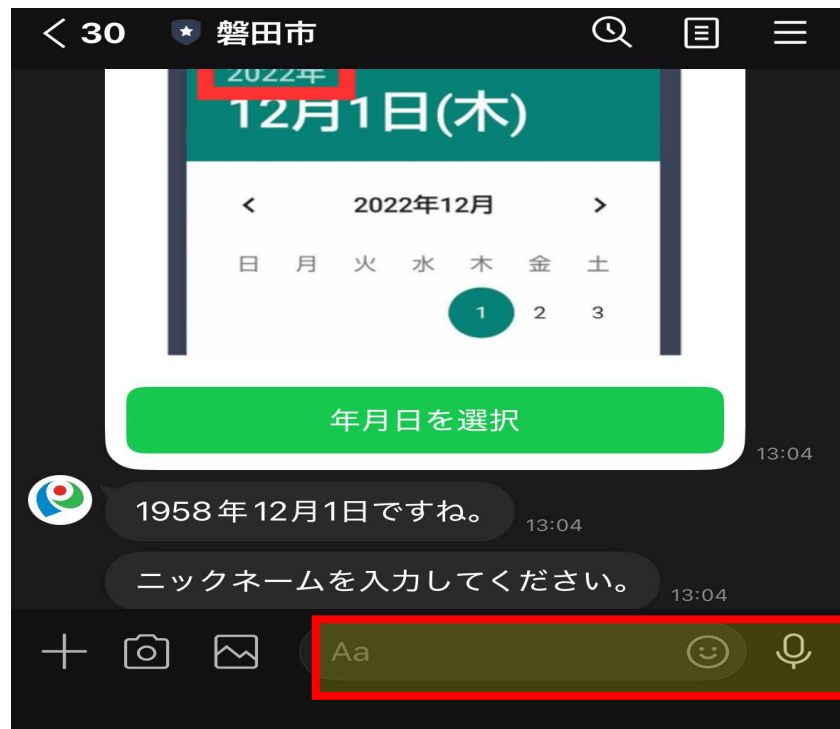 30 磐田市
2022年
12月1日(木)
< 2022年12月 >
日 月 火 水 木 金 土
1 2 3
年月日を選択
13:04
1958年12月1日ですね。
13:04
ニックネームを入力してください。
13:04
Aa